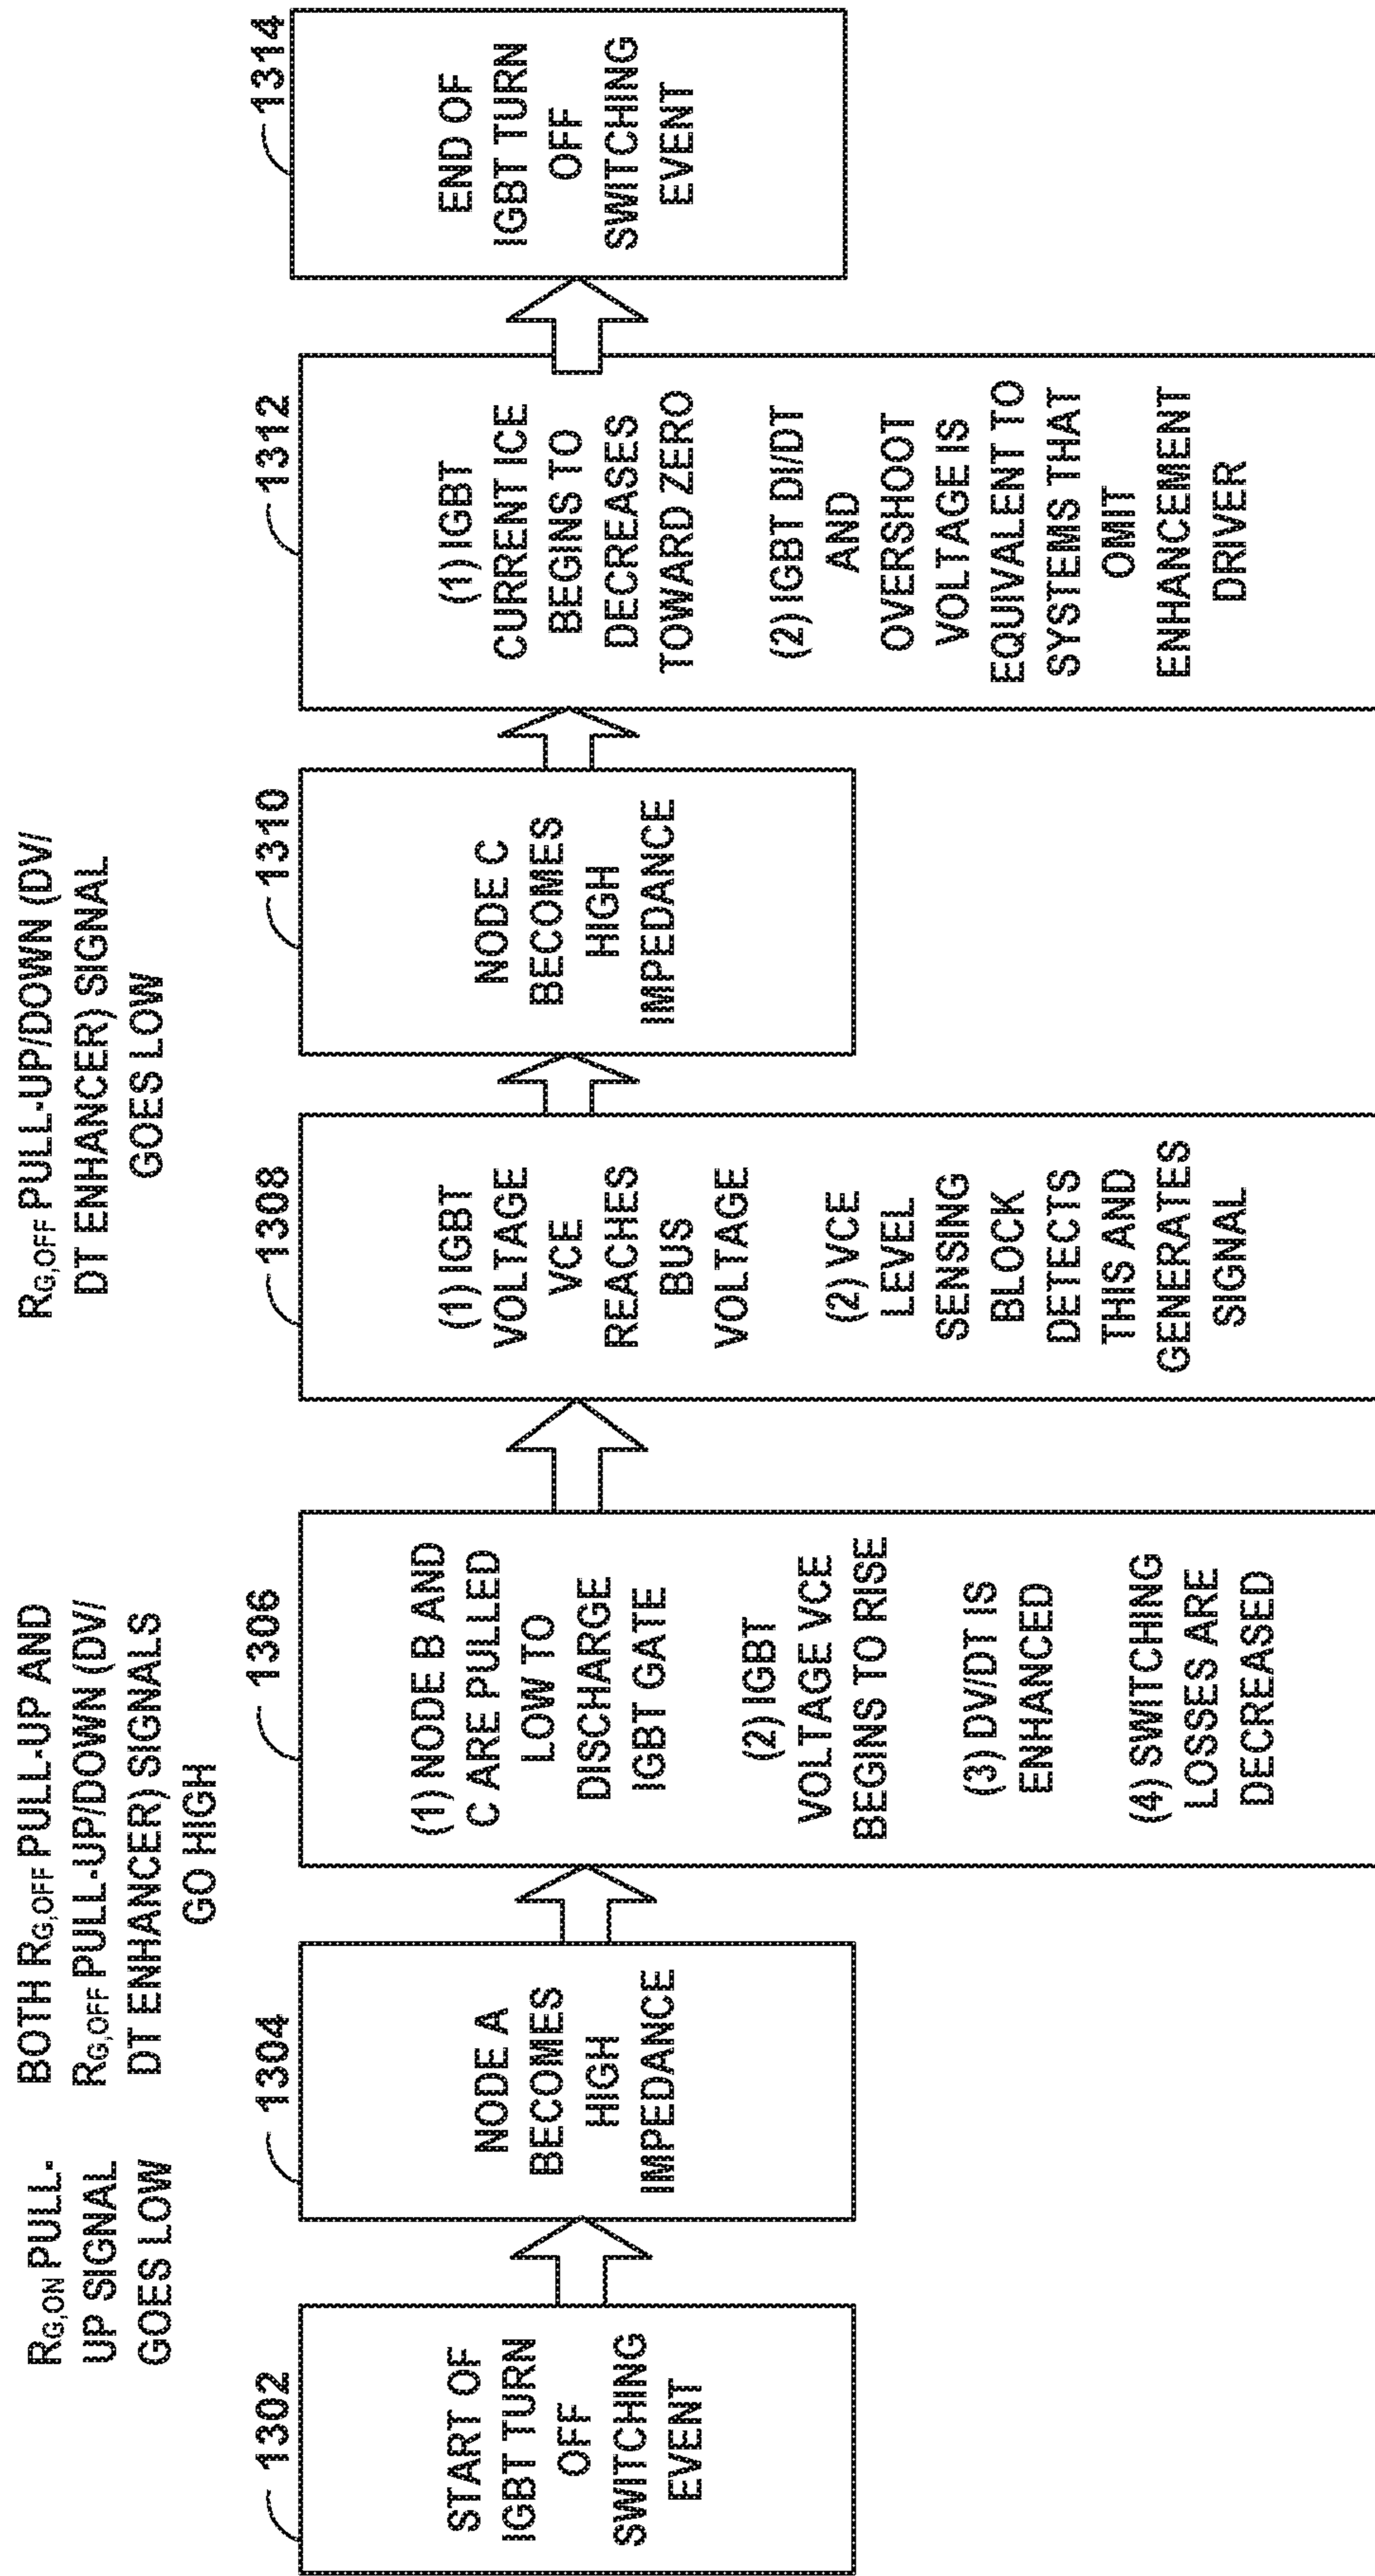 R_G,ON PULL-
UP SIGNAL
GOES LOW
BOTH R_G,OFF PULL-UP AND
R_G,OFF PULL-UP/DOWN (DV/
DT ENHANCER) SIGNALS
GO HIGH
R_G,OFF PULL-UP/DOWN (DV/
DT ENHANCER) SIGNAL
GOES LOW
1302
START OF
IGBT TURN
OFF
SWITCHING
EVENT
1304
NODE A
BECOMES
HIGH
IMPEDANCE
1306
(1) NODE B AND
C ARE PULLED
LOW TO
DISCHARGE
IGBT GATE
(2) IGBT
VOLTAGE VCE
BEGINS TO RISE
(3) DV/DT IS
ENHANCED
(4) SWITCHING
LOSSES ARE
DECREASED
1308
(1) IGBT
VOLTAGE
VCE
REACHES
BUS
VOLTAGE
(2) VCE
LEVEL
SENSING
BLOCK
DETECTS
THIS AND
GENERATES
SIGNAL
1310
NODE C
BECOMES
HIGH
IMPEDANCE
1312
(1) IGBT
CURRENT ICE
BEGINS TO
DECREASES
TOWARD ZERO
(2) IGBT DI/DT
AND
OVERSHOOT
VOLTAGE IS
EQUIVALENT TO
SYSTEMS THAT
OMIT
ENHANCEMENT
DRIVER
1314
END OF
IGBT TURN
OFF
SWITCHING
EVENT